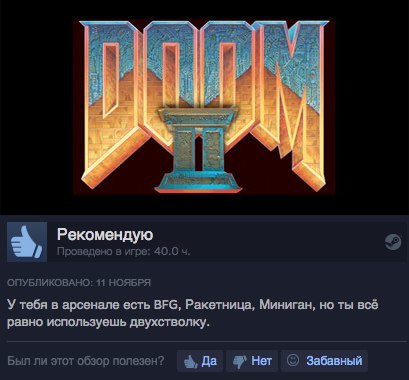 DOOM
II
Рекомендую
Проведено в игре: 40.0 ч.
ОПУБЛИКОВАНО: 11 НОЯБРЯ
У тебя в арсенале есть BFG, Ракетница, Миниган, но ты всё
равно используешь двухстволку.
Был ли этот обзор полезен? Да Нет Забавный